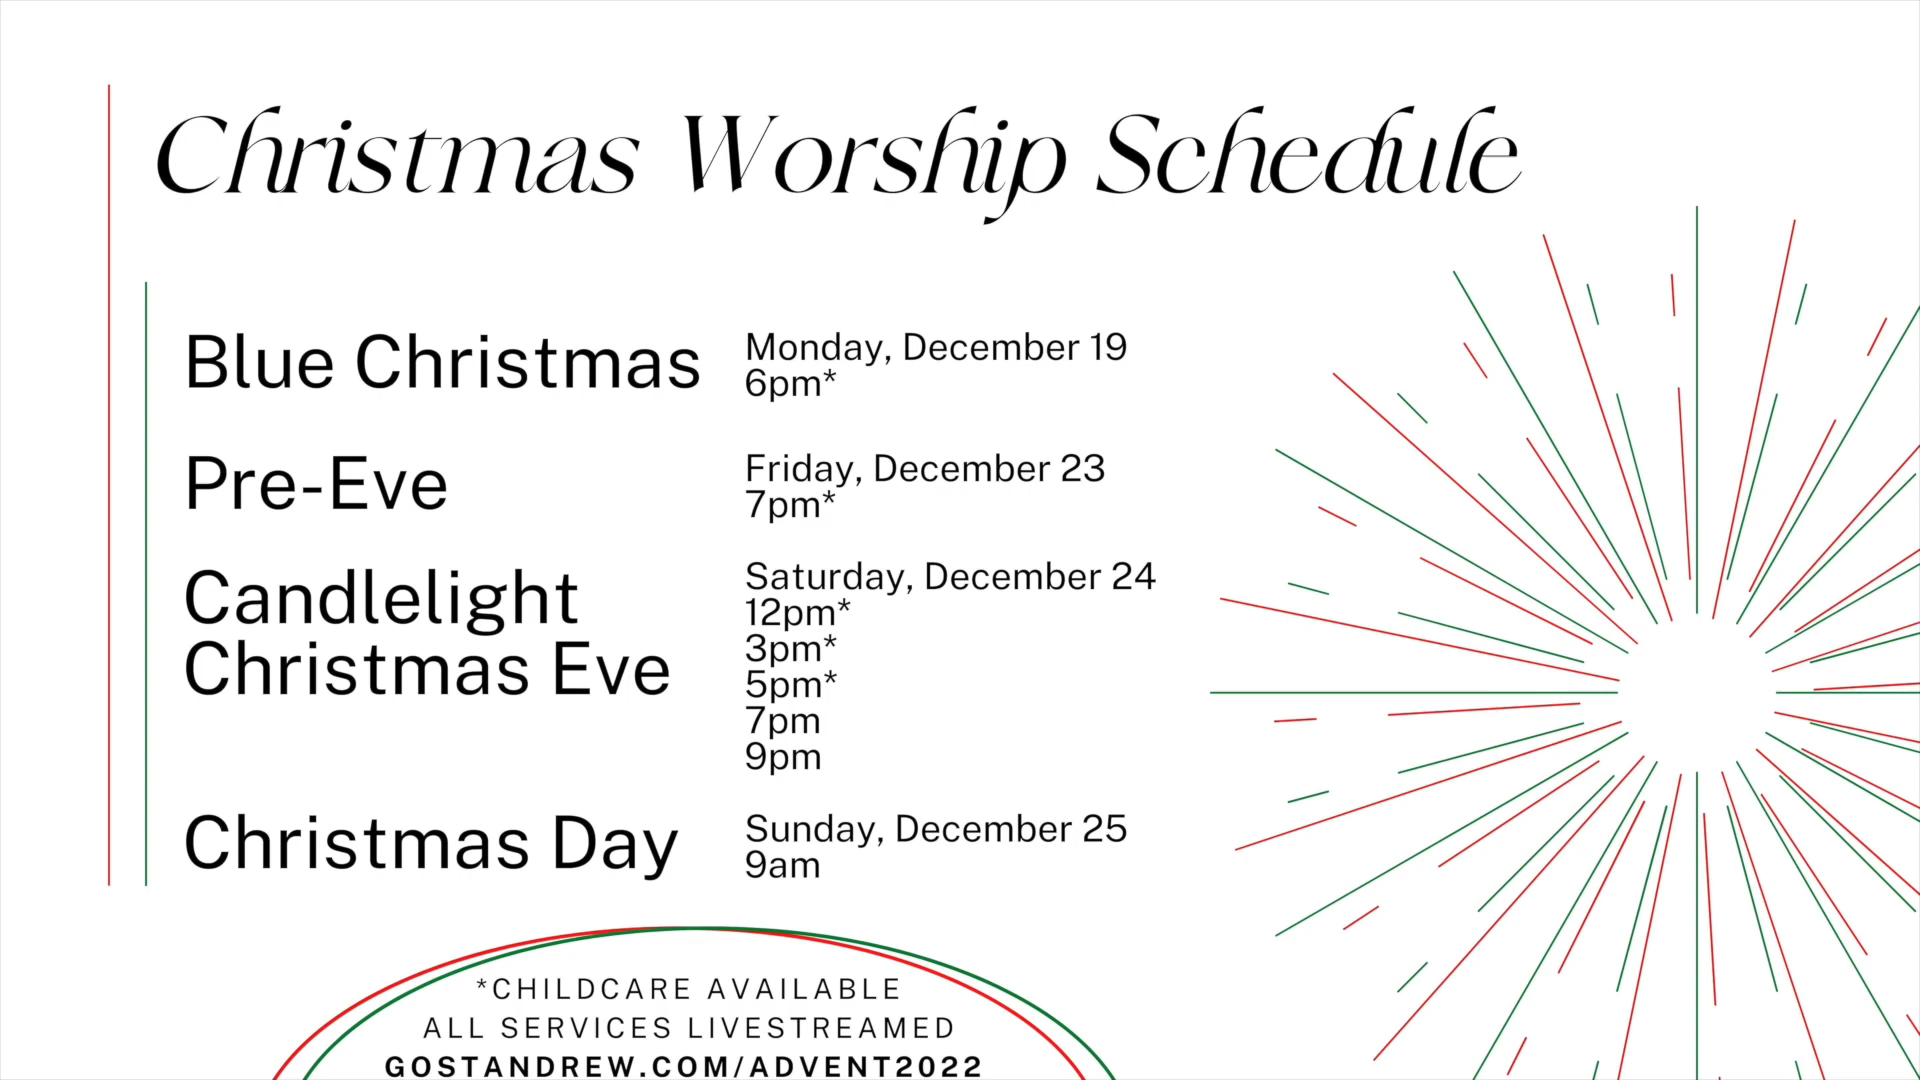 Christmas Worship Schedule
Blue Christmas
Monday, December 19
6pm*
Pre-Eve
Friday, December 23
7pm*
Candlelight
Christmas Eve
Saturday, December 24
12pm*
3pm*
5pm*
7pm
9pm
Christmas Day
Sunday, December 25
9am
*CHILDCARE AVAILABLE
ALL SERVICES LIVESTREAMED
GOSTANDREW.COM/ADVENT2022